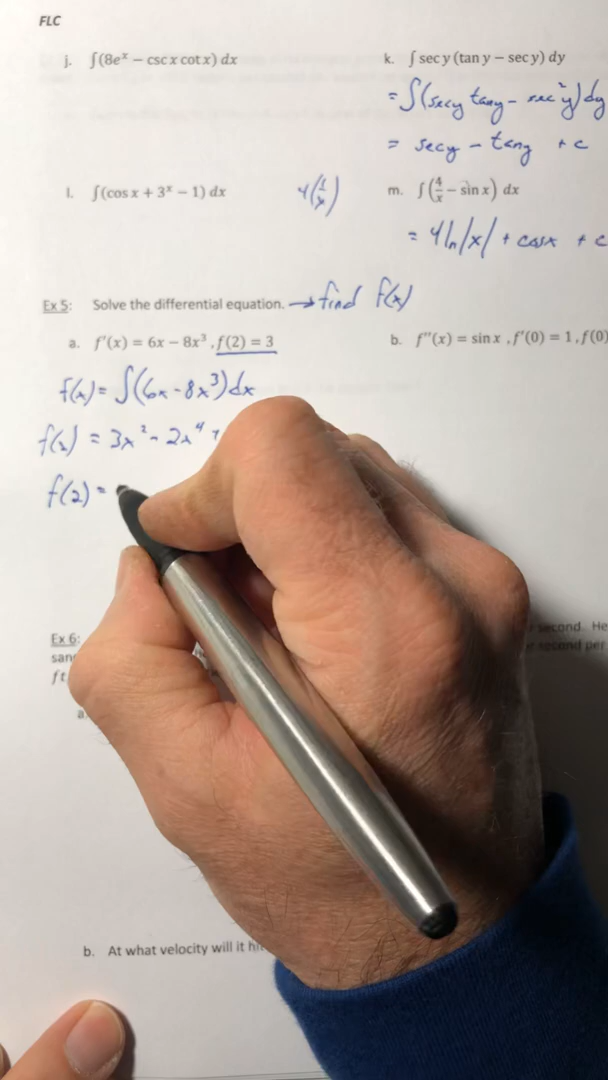 FLC
j. ∫(8eˣ − csc x cot x) dx
k. ∫ sec y (tan y − sec y) dy
= ∫(secy tany − sec²y)dy
= secy − tany + c
l. ∫(cos x + 3ˣ − 1) dx
4(1/x)
m. ∫(4/x − sin x) dx
= 4ln|x| + cosx + c
Ex 5: Solve the differential equation. → find f(x)
a. f'(x) = 6x − 8x³ , f(2) = 3
b. f''(x) = sin x , f'(0) = 1 , f(0)
f(x) = ∫(6x − 8x³)dx
f(x) = 3x² − 2x⁴ +
f(2) =
Ex 6: second. He
second per
a.
b. At what velocity will it